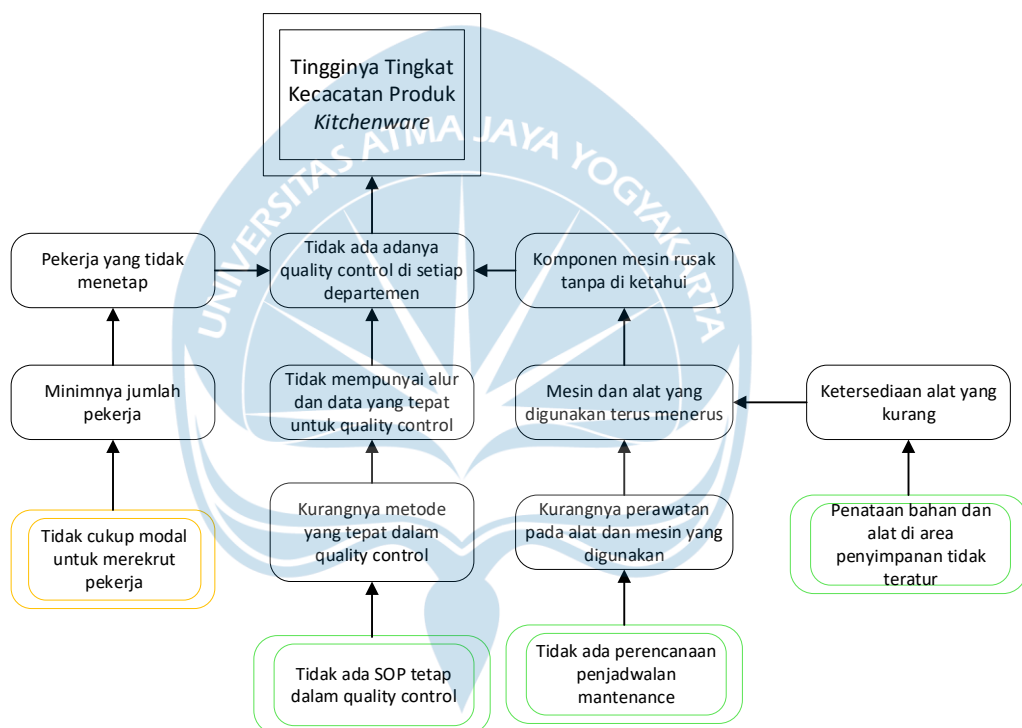 Tingginya Tingkat
Kecacatan Produk
Kitchenware
UNIVERSITAS ATMA JAYA YOGYAKARTA
Pekerja yang tidak
menetap
Tidak ada adanya
quality control di setiap
departemen
Komponen mesin rusak
tanpa di ketahui
Minimnya jumlah
pekerja
Tidak mempunyai alur
dan data yang tepat
untuk quality control
Mesin dan alat yang
digunakan terus menerus
Ketersediaan alat yang
kurang
Tidak cukup modal
untuk merekrut
pekerja
Kurangnya metode
yang tepat dalam
quality control
Kurangnya perawatan
pada alat dan mesin yang
digunakan
Penataan bahan dan
alat di area
penyimpanan tidak
teratur
Tidak ada SOP tetap
dalam quality control
Tidak ada perencanaan
penjadwalan
mantenance